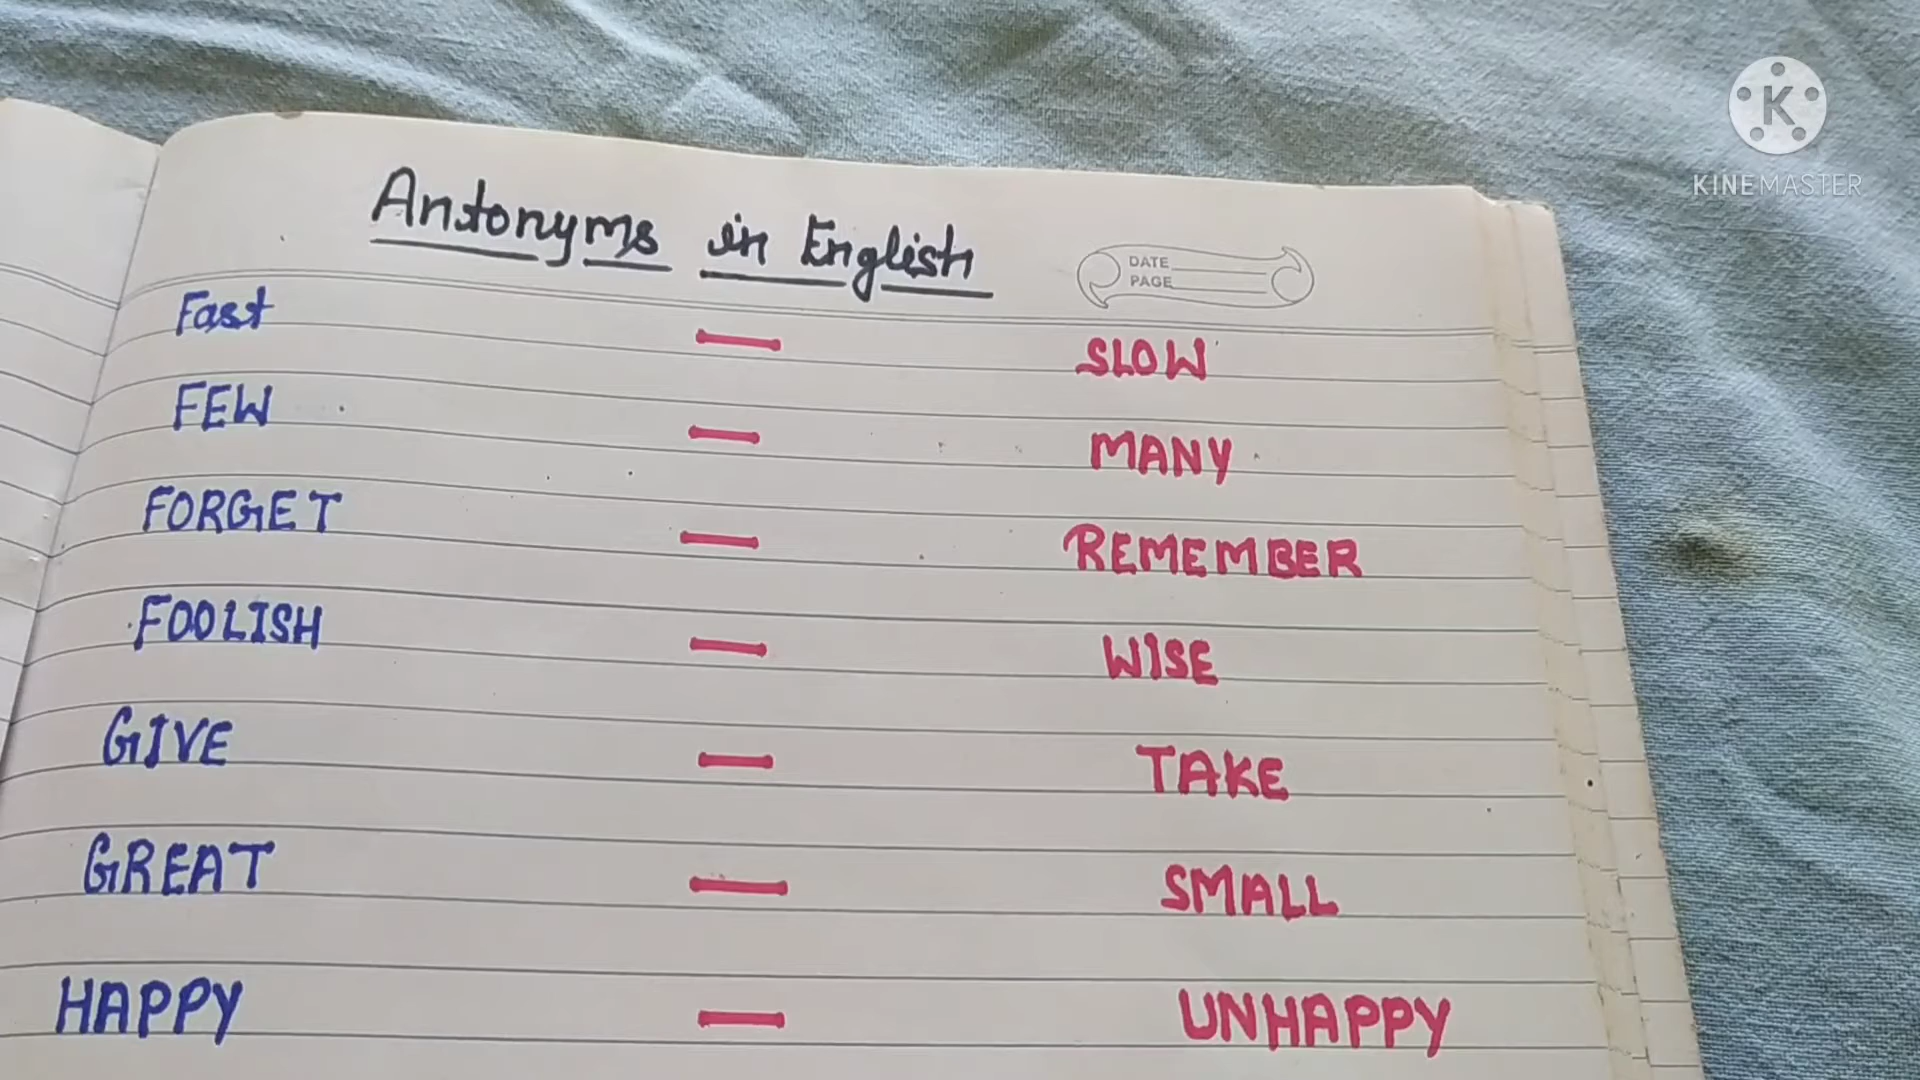 K
KINEMASTER
Antonyms in English
DATE
PAGE
Fast — SLOW
FEW — MANY
FORGET — REMEMBER
FOOLISH — WISE
GIVE — TAKE
GREAT — SMALL
HAPPY — UNHAPPY